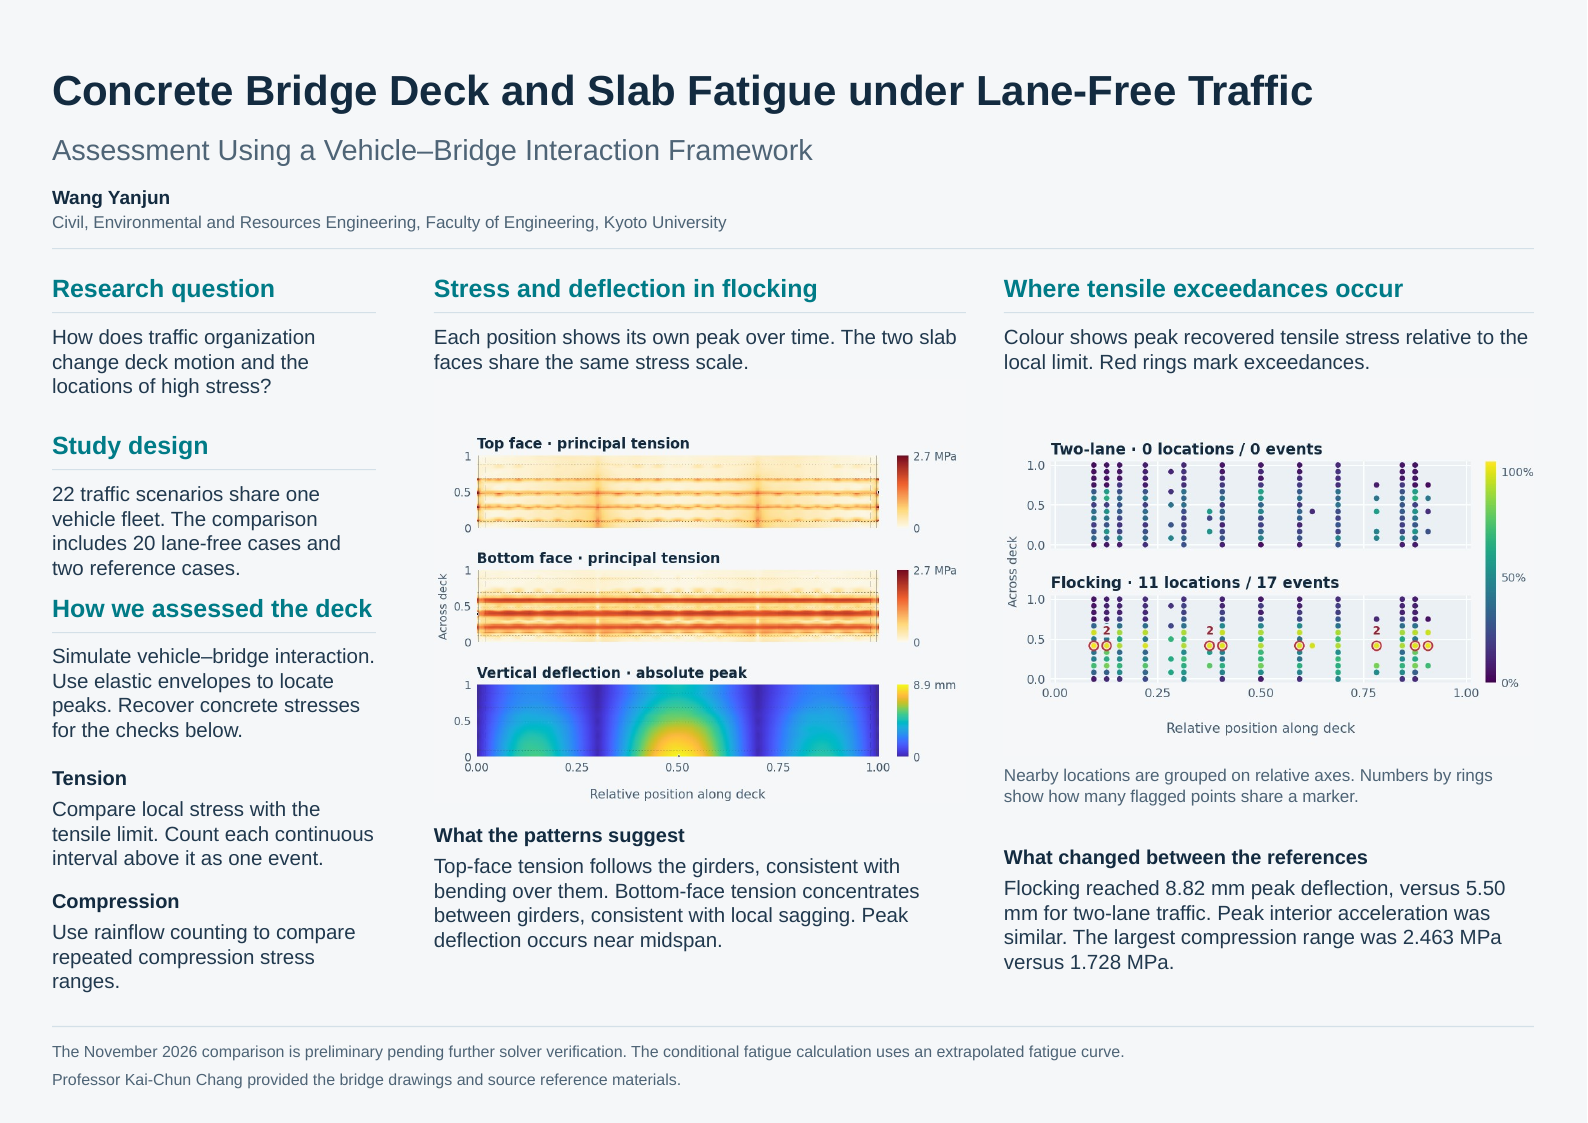 Concrete Bridge Deck and Slab Fatigue under Lane-Free Traffic
Assessment Using a Vehicle–Bridge Interaction Framework
Wang Yanjun
Civil, Environmental and Resources Engineering, Faculty of Engineering, Kyoto University
Research question
How does traffic organization
change deck motion and the
locations of high stress?
Study design
22 traffic scenarios share one
vehicle fleet. The comparison
includes 20 lane-free cases and
two reference cases.
How we assessed the deck
Simulate vehicle–bridge interaction.
Use elastic envelopes to locate
peaks. Recover concrete stresses
for the checks below.
Tension
Compare local stress with the
tensile limit. Count each continuous
interval above it as one event.
Compression
Use rainflow counting to compare
repeated compression stress
ranges.
Stress and deflection in flocking
Each position shows its own peak over time. The two slab
faces share the same stress scale.
Top face · principal tension
1
0.5
0
2.7 MPa
0
Bottom face · principal tension
1
0.5
0
2.7 MPa
0
Across deck
Vertical deflection · absolute peak
1
0.5
0
8.9 mm
0
0.00 0.25 0.50 0.75 1.00
Relative position along deck
What the patterns suggest
Top-face tension follows the girders, consistent with
bending over them. Bottom-face tension concentrates
between girders, consistent with local sagging. Peak
deflection occurs near midspan.
Where tensile exceedances occur
Colour shows peak recovered tensile stress relative to the
local limit. Red rings mark exceedances.
Two-lane · 0 locations / 0 events
1.0
0.5
0.0
Across deck
Flocking · 11 locations / 17 events
1.0
0.5
0.0
2 2 2
0.00 0.25 0.50 0.75 1.00
Relative position along deck
100%
50%
0%
Nearby locations are grouped on relative axes. Numbers by rings
show how many flagged points share a marker.
What changed between the references
Flocking reached 8.82 mm peak deflection, versus 5.50
mm for two-lane traffic. Peak interior acceleration was
similar. The largest compression range was 2.463 MPa
versus 1.728 MPa.
The November 2026 comparison is preliminary pending further solver verification. The conditional fatigue calculation uses an extrapolated fatigue curve.
Professor Kai-Chun Chang provided the bridge drawings and source reference materials.